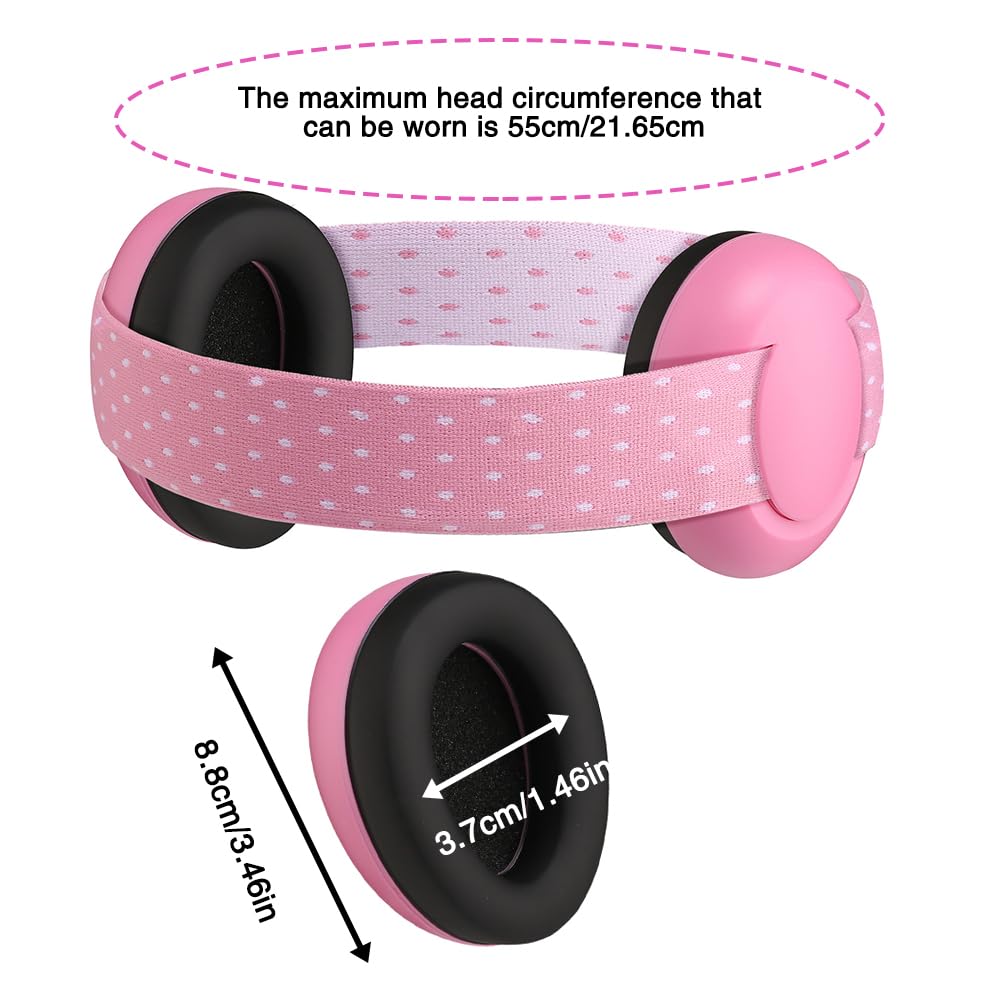 The maximum head circumference that
can be worn is 55cm/21.65cm
8.8cm/3.46in
3.7cm/1.46in